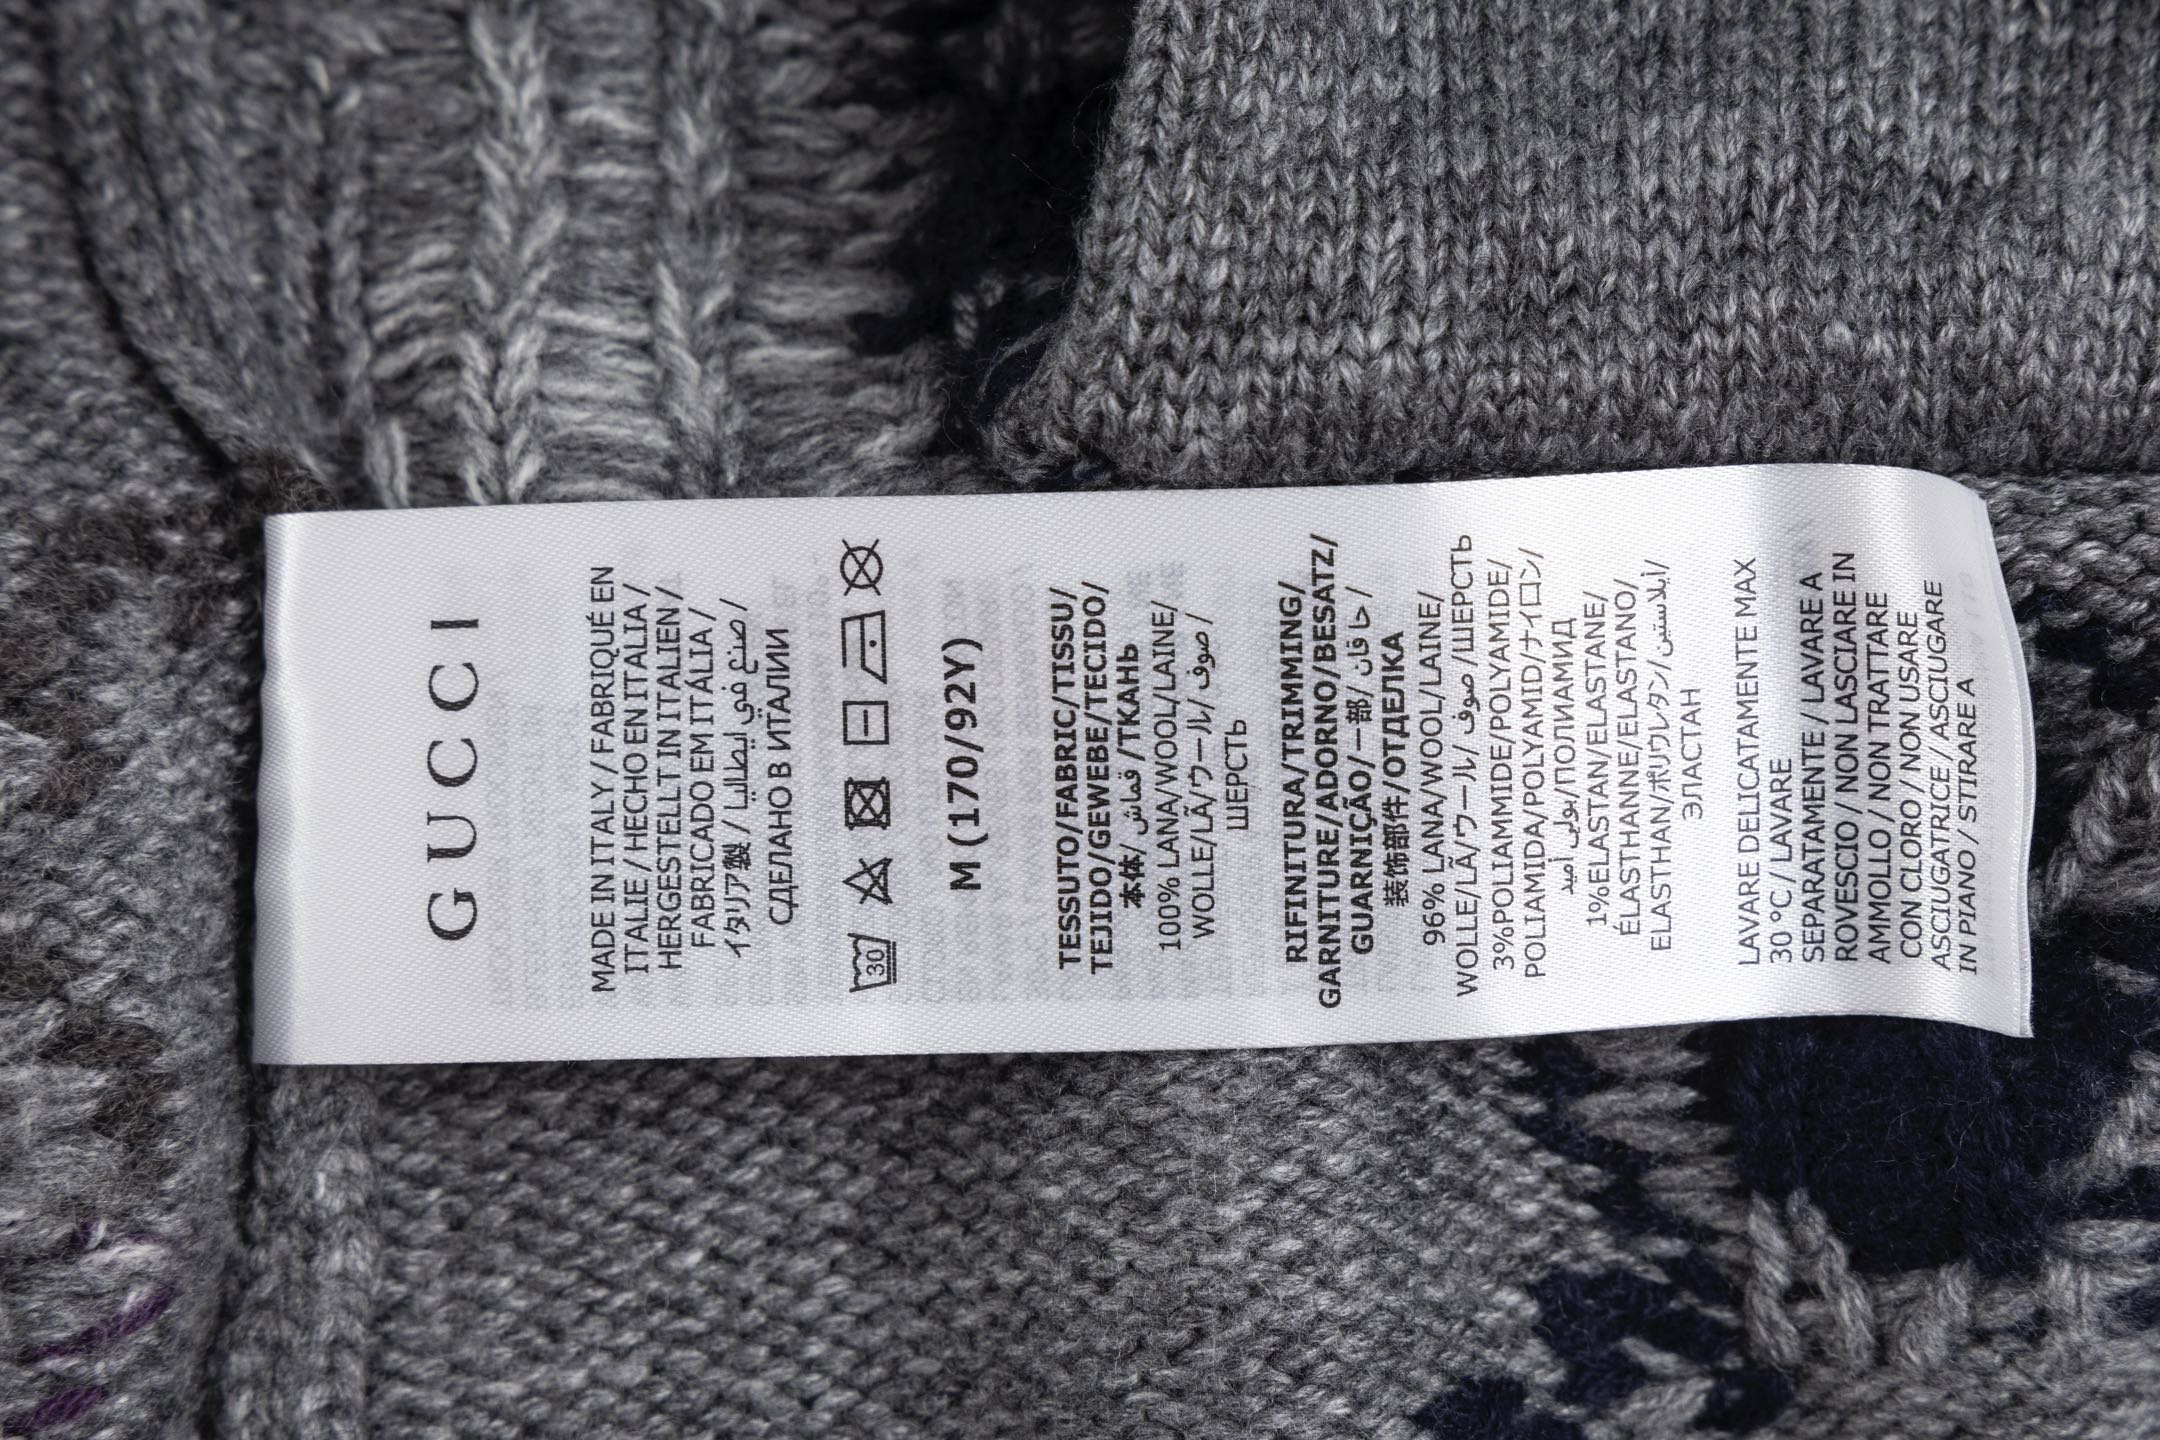 GUCCI
MADE IN ITALY / FABRIQUÉ EN
ITALIE / HECHO EN ITALIA /
HERGESTELLT IN ITALIEN /
FABRICADO EM ITÁLIA /
イタリア製 / صنع في ايطاليا /
СДЕЛАНО В ИТАЛИИ
30
M (170/92Y)
TESSUTO/FABRIC/TISSU/
TEJIDO/GEWEBE/TECIDO/
本体/ قماش /ТКАНЬ
100% LANA/WOOL/LAINE/
WOLLE/LÃ/ウール/ صوف /
ШЕРСТЬ
RIFINITURA/TRIMMING/
GARNITURE/ADORNO/BESATZ/
GUARNIÇÃO/一部/ حا قان /
装饰部件/ОТДЕЛКА
96% LANA/WOOL/LAINE/
WOLLE/LÃ/ウール/ صوف /ШЕРСТЬ
3%POLIAMMIDE/POLYAMIDE/
POLIAMIDA/POLYAMID/ナイロン/
بولي أميد/ПОЛИАМИД
1%ELASTAN/ELASTANE/
ÉLASTHANNE/ELASTANO/
ELASTHAN/ポリウレタン/إيلاستين/
ЭЛАСТАН
LAVARE DELICATAMENTE MAX
30 °C / LAVARE
SEPARATAMENTE / LAVARE A
ROVESCIO / NON LASCIARE IN
AMMOLLO / NON TRATTARE
CON CLORO / NON USARE
ASCIUGATRICE / ASCIUGARE
IN PIANO / STIRARE A